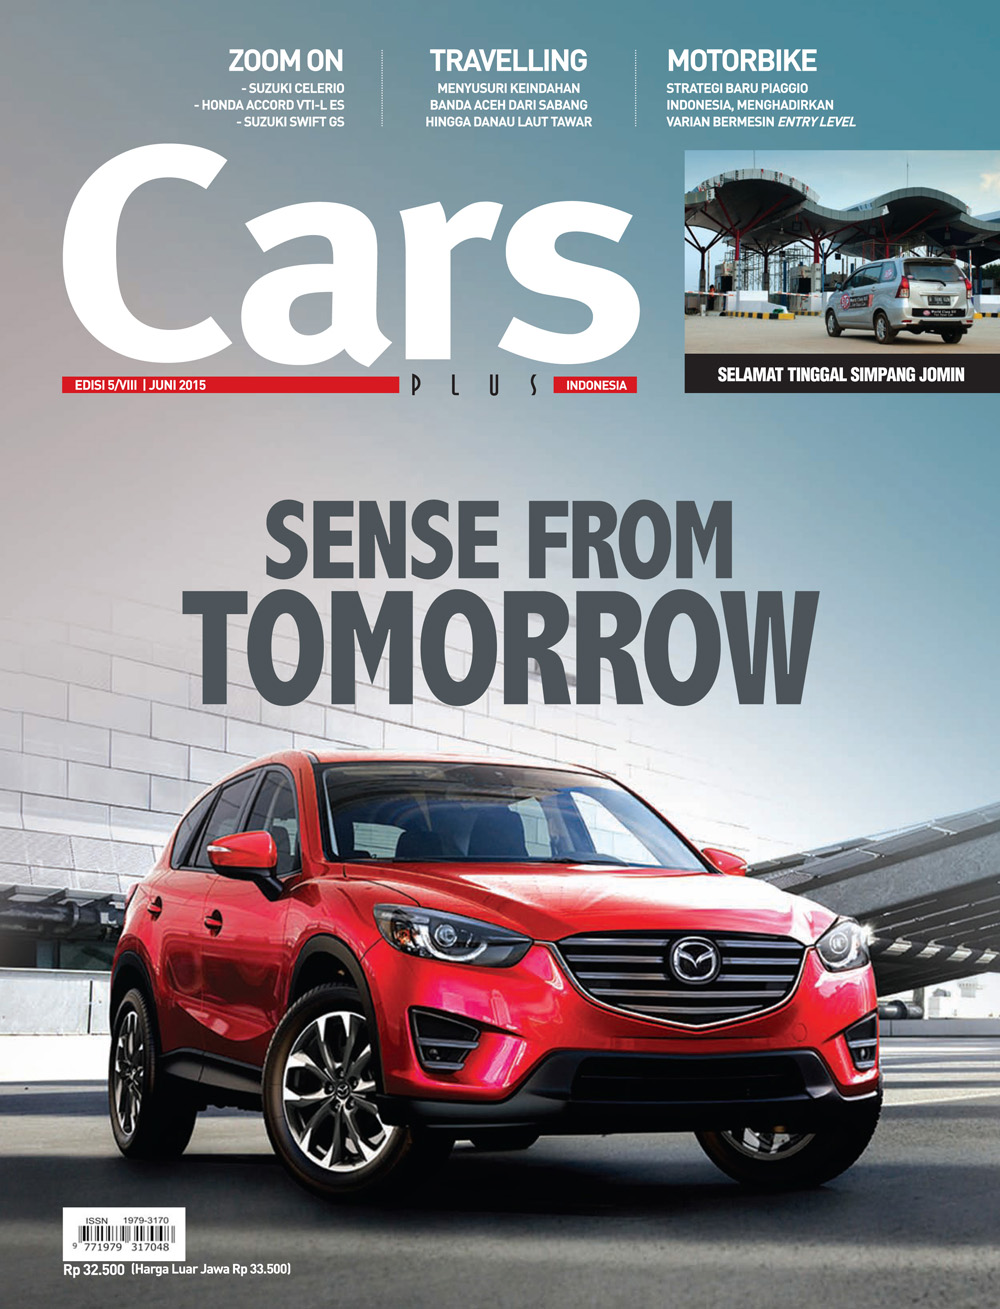 ZOOM ON
- SUZUKI CELERIO
- HONDA ACCORD VTI-L ES
- SUZUKI SWIFT GS
TRAVELLING
MENYUSURI KEINDAHAN
BANDA ACEH DARI SABANG
HINGGA DANAU LAUT TAWAR
MOTORBIKE
STRATEGI BARU PIAGGIO
INDONESIA, MENGHADIRKAN
VARIAN BERMESIN ENTRY LEVEL
Cars
EDISI 5/VIII | JUNI 2015
PLUS
INDONESIA
SELAMAT TINGGAL SIMPANG JOMIN
SENSE FROM
TOMORROW
ISSN 1979-3170
9 771979 317048
Rp 32.500 (Harga Luar Jawa Rp 33.500)